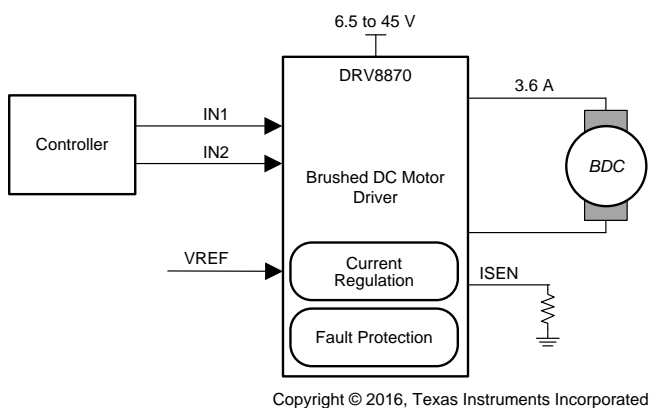 6.5 to 45 V
DRV8870
Controller
IN1
IN2
3.6 A
BDC
Brushed DC Motor
Driver
VREF
Current
Regulation
ISEN
Fault Protection
Copyright © 2016, Texas Instruments Incorporated